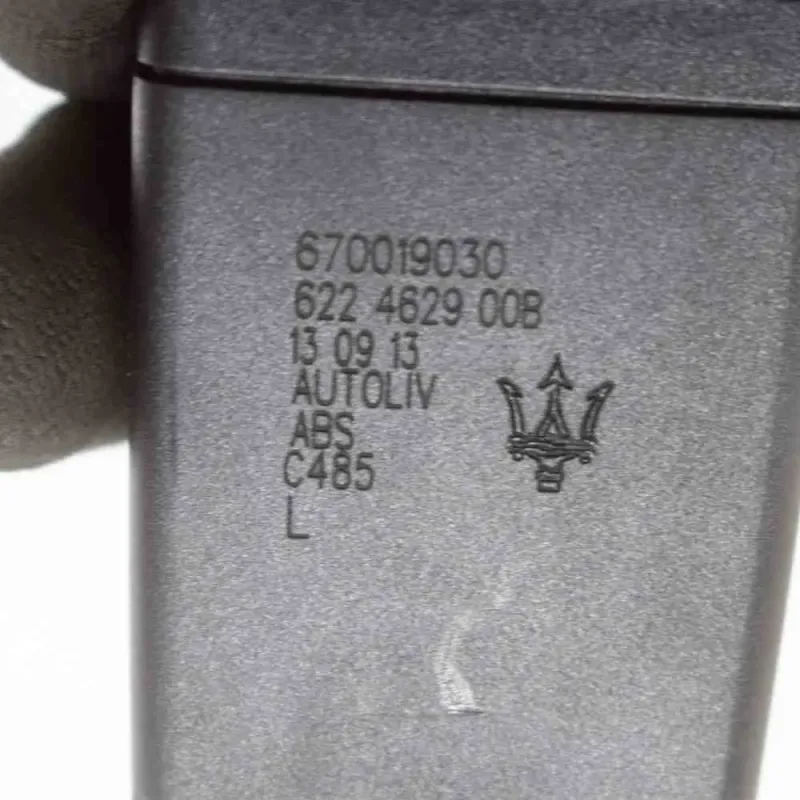 670019030
622 4629 00B
13 09 13
AUTOLIV
ABS
C485
L